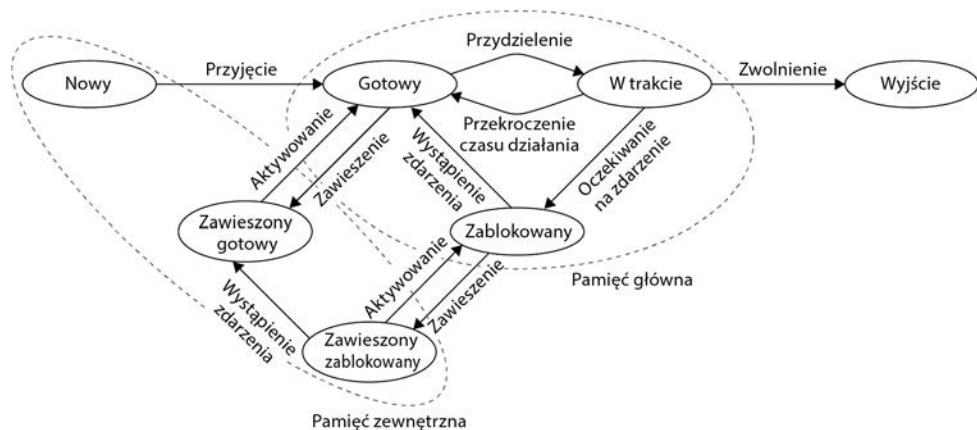 Przydzielenie
Nowy
Przyjęcie
Gotowy
W trakcie
Zwolnienie
Wyjście
Przekroczenie
czasu działania
Aktywowanie
Zawieszenie
Wystąpienie
zdarzenia
Oczekiwanie
na zdarzenie
Zawieszony
gotowy
Zablokowany
Pamięć główna
Wystąpienie
zdarzenia
Aktywowanie
Zawieszenie
Zawieszony
zablokowany
Pamięć zewnętrzna